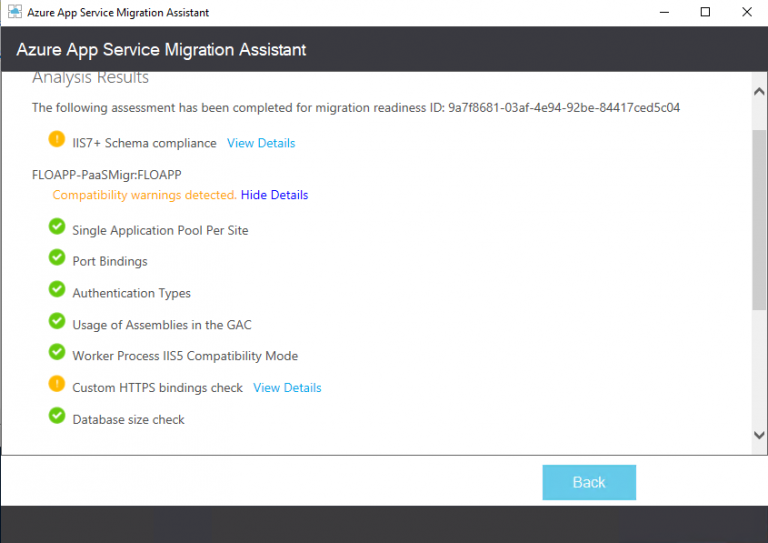 Azure App Service Migration Assistant
Azure App Service Migration Assistant
Analysis Results
The following assessment has been completed for migration readiness ID: 9a7f8681-03af-4e94-92be-84417ced5c04
IIS7+ Schema compliance View Details
FLOAPP-PaaSMigr:FLOAPP
Compatibility warnings detected. Hide Details
Single Application Pool Per Site
Port Bindings
Authentication Types
Usage of Assemblies in the GAC
Worker Process IIS5 Compatibility Mode
Custom HTTPS bindings check View Details
Database size check
Back